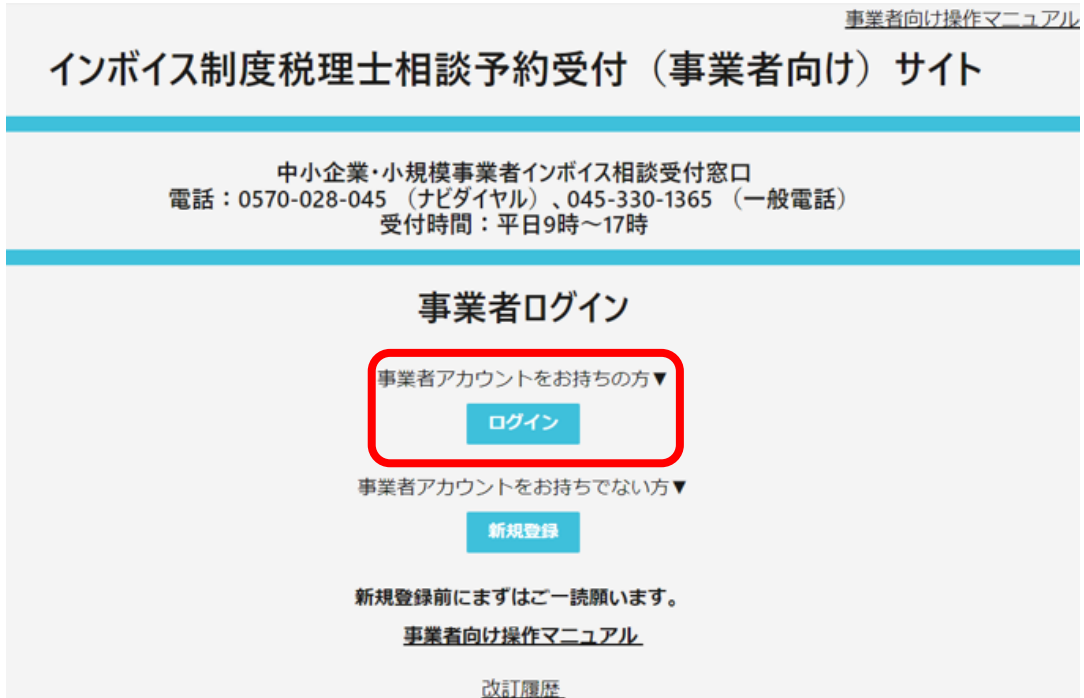 事業者向け操作マニュアル
インボイス制度税理士相談予約受付（事業者向け）サイト
中小企業・小規模事業者インボイス相談受付窓口
電話：0570-028-045 （ナビダイヤル）、045-330-1365 （一般電話）
受付時間：平日9時～17時
事業者ログイン
事業者アカウントをお持ちの方▼
ログイン
事業者アカウントをお持ちでない方▼
新規登録
新規登録前にまずはご一読願います。
事業者向け操作マニュアル
改訂履歴